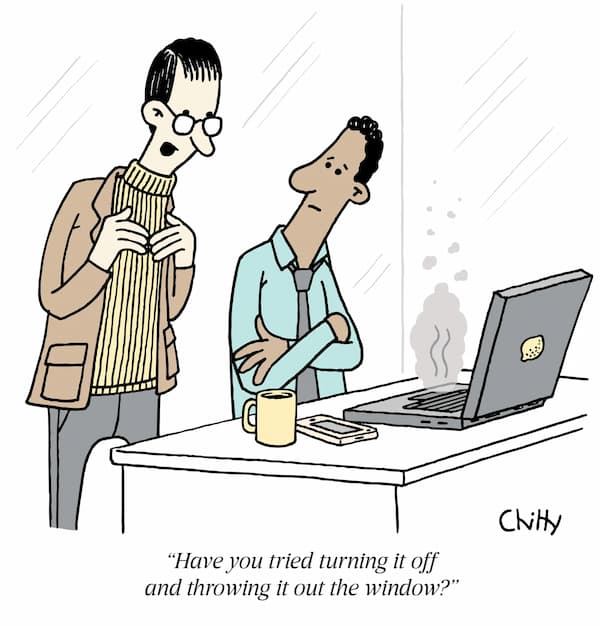 Chitty
“Have you tried turning it off
and throwing it out the window?”